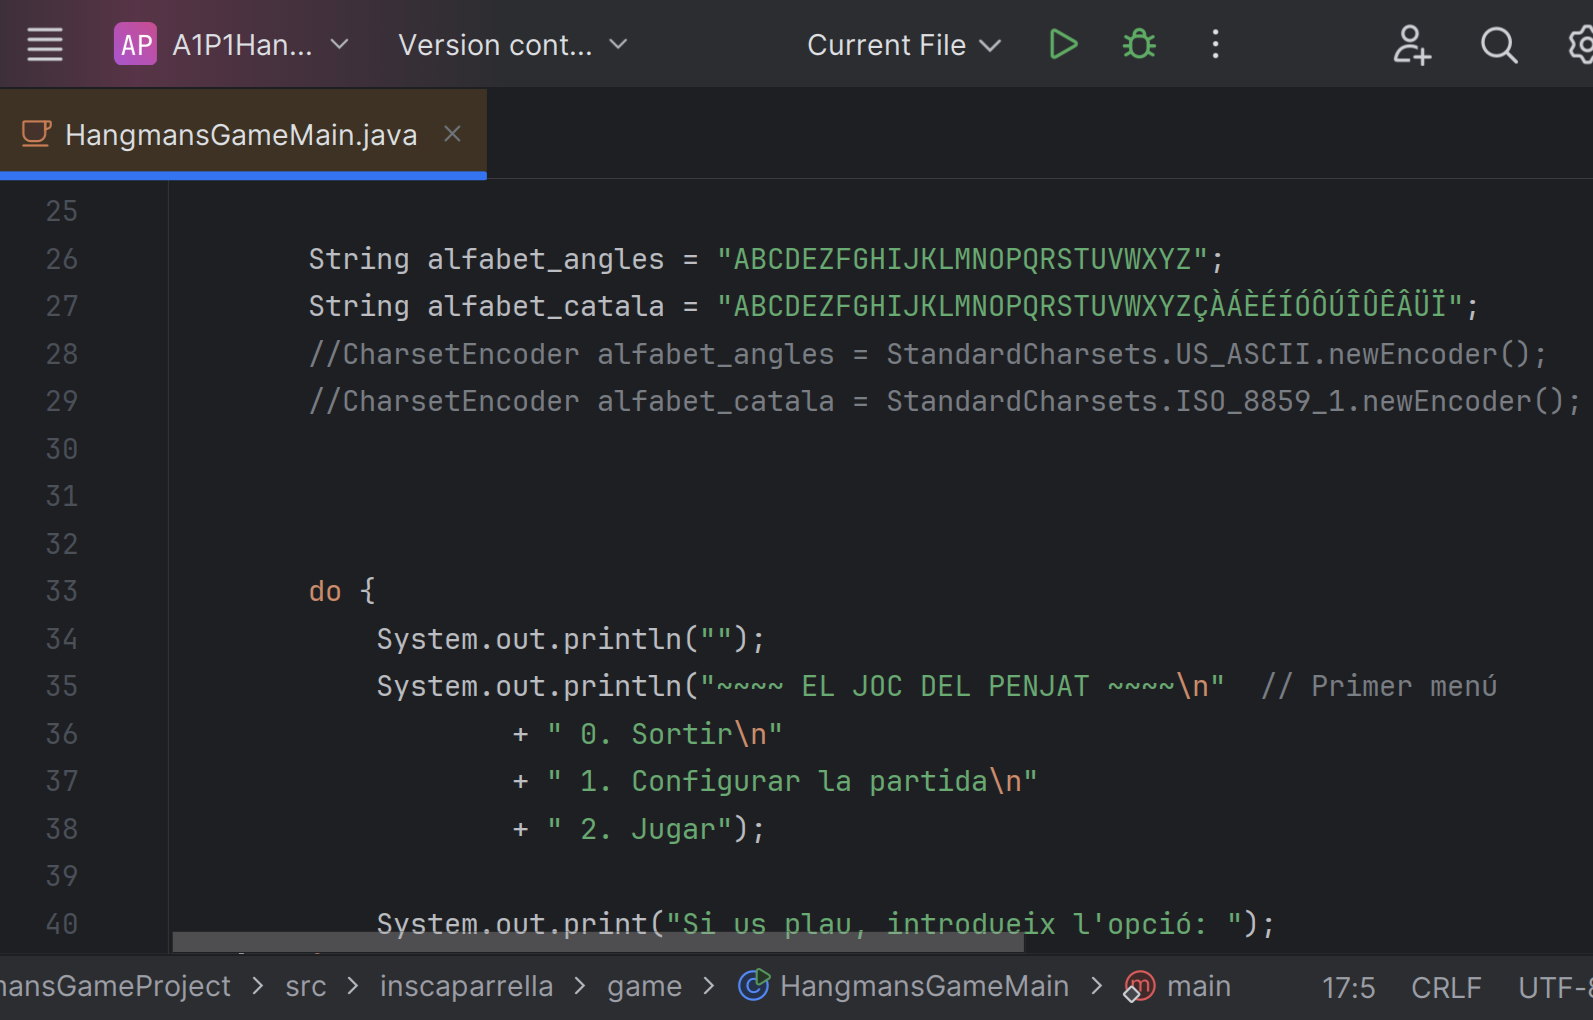 AP A1P1Han... Version cont... Current File
HangmansGameMain.java
25
26 String alfabet_angles = "ABCDEZFGHIJKLMNOPQRSTUVWXYZ";
27 String alfabet_catala = "ABCDEZFGHIJKLMNOPQRSTUVWXYZÇÀÁÈÉÍÓÔÚÎÛÊÂÜÏ";
28 //CharsetEncoder alfabet_angles = StandardCharsets.US_ASCII.newEncoder();
29 //CharsetEncoder alfabet_catala = StandardCharsets.ISO_8859_1.newEncoder();
30
31
32
33 do {
34 System.out.println("");
35 System.out.println("~~~~ EL JOC DEL PENJAT ~~~~\n" // Primer menú
36 + " 0. Sortir\n"
37 + " 1. Configurar la partida\n"
38 + " 2. Jugar");
39
40 System.out.print("Si us plau, introdueix l'opció: ");
mansGameProject > src > inscaparrella > game > HangmansGameMain > main 17:5 CRLF UTF-8